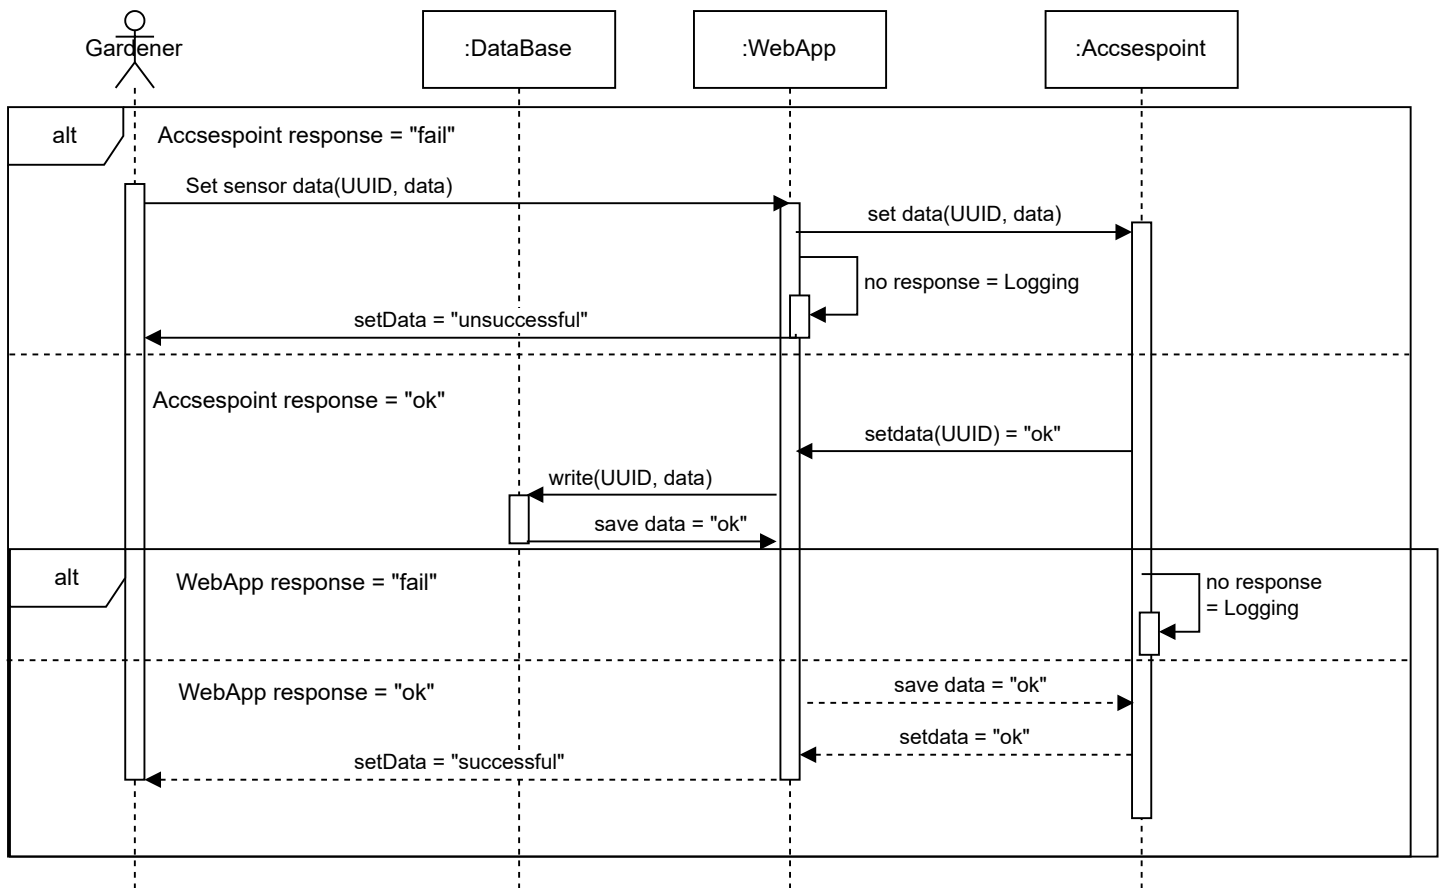 Gardener
:DataBase
:WebApp
:Accsespoint
alt
Accsespoint response = "fail"
Set sensor data(UUID, data)
set data(UUID, data)
no response = Logging
setData = "unsuccessful"
Accsespoint response = "ok"
setdata(UUID) = "ok"
write(UUID, data)
save data = "ok"
alt
WebApp response = "fail"
no response
= Logging
WebApp response = "ok"
save data = "ok"
setdata = "ok"
setData = "successful"